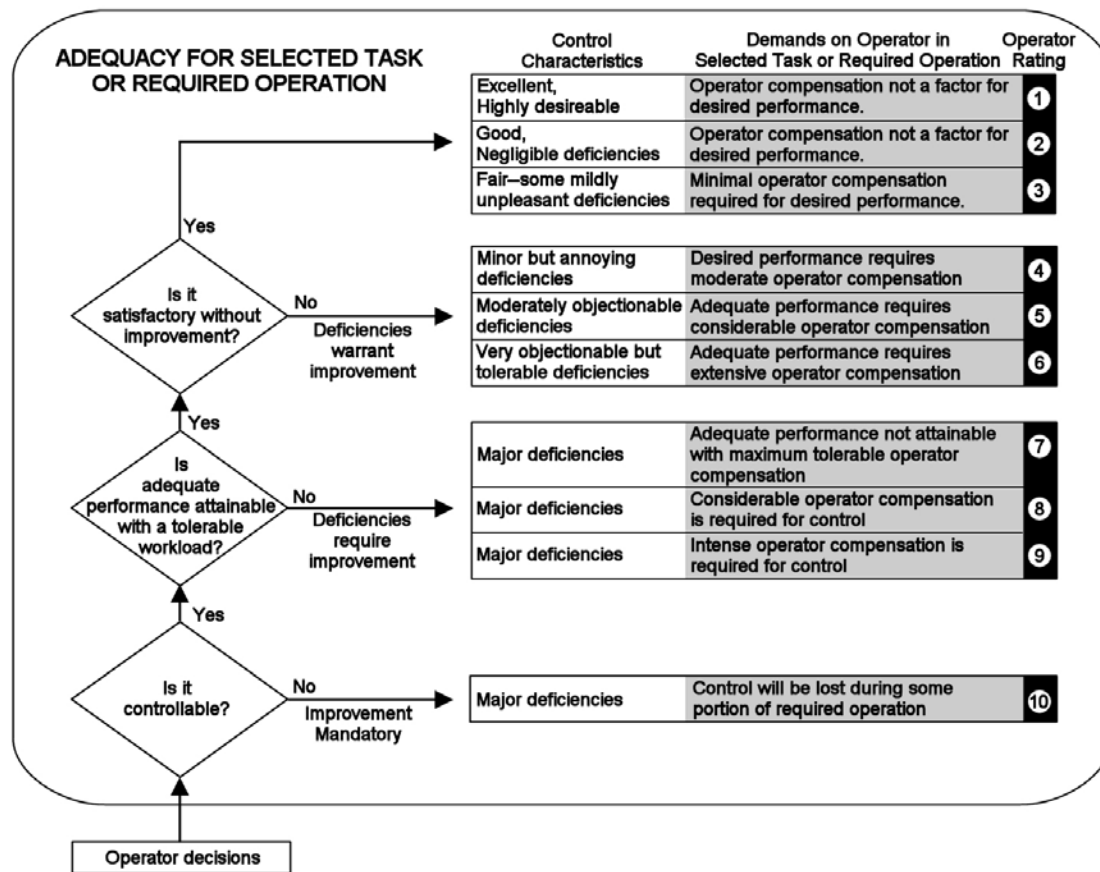 ADEQUACY FOR SELECTED TASK
OR REQUIRED OPERATION
Control
Characteristics
Demands on Operator in
Selected Task or Required Operation
Operator
Rating
Excellent,
Highly desireable
Operator compensation not a factor for
desired performance.
1
Good,
Negligible deficiencies
Operator compensation not a factor for
desired performance.
2
Fair—some mildly
unpleasant deficiencies
Minimal operator compensation
required for desired performance.
3
Yes
Is it
satisfactory without
improvement?
No
Deficiencies
warrant
improvement
Minor but annoying
deficiencies
Desired performance requires
moderate operator compensation
4
Moderately objectionable
deficiencies
Adequate performance requires
considerable operator compensation
5
Very objectionable but
tolerable deficiencies
Adequate performance requires
extensive operator compensation
6
Yes
Is
adequate
performance attainable
with a tolerable
workload?
No
Deficiencies
require
improvement
Major deficiencies
Adequate performance not attainable
with maximum tolerable operator
compensation
7
Major deficiencies
Considerable operator compensation
is required for control
8
Major deficiencies
Intense operator compensation is
required for control
9
Yes
Is it
controllable?
No
Improvement
Mandatory
Major deficiencies
Control will be lost during some
portion of required operation
10
Operator decisions